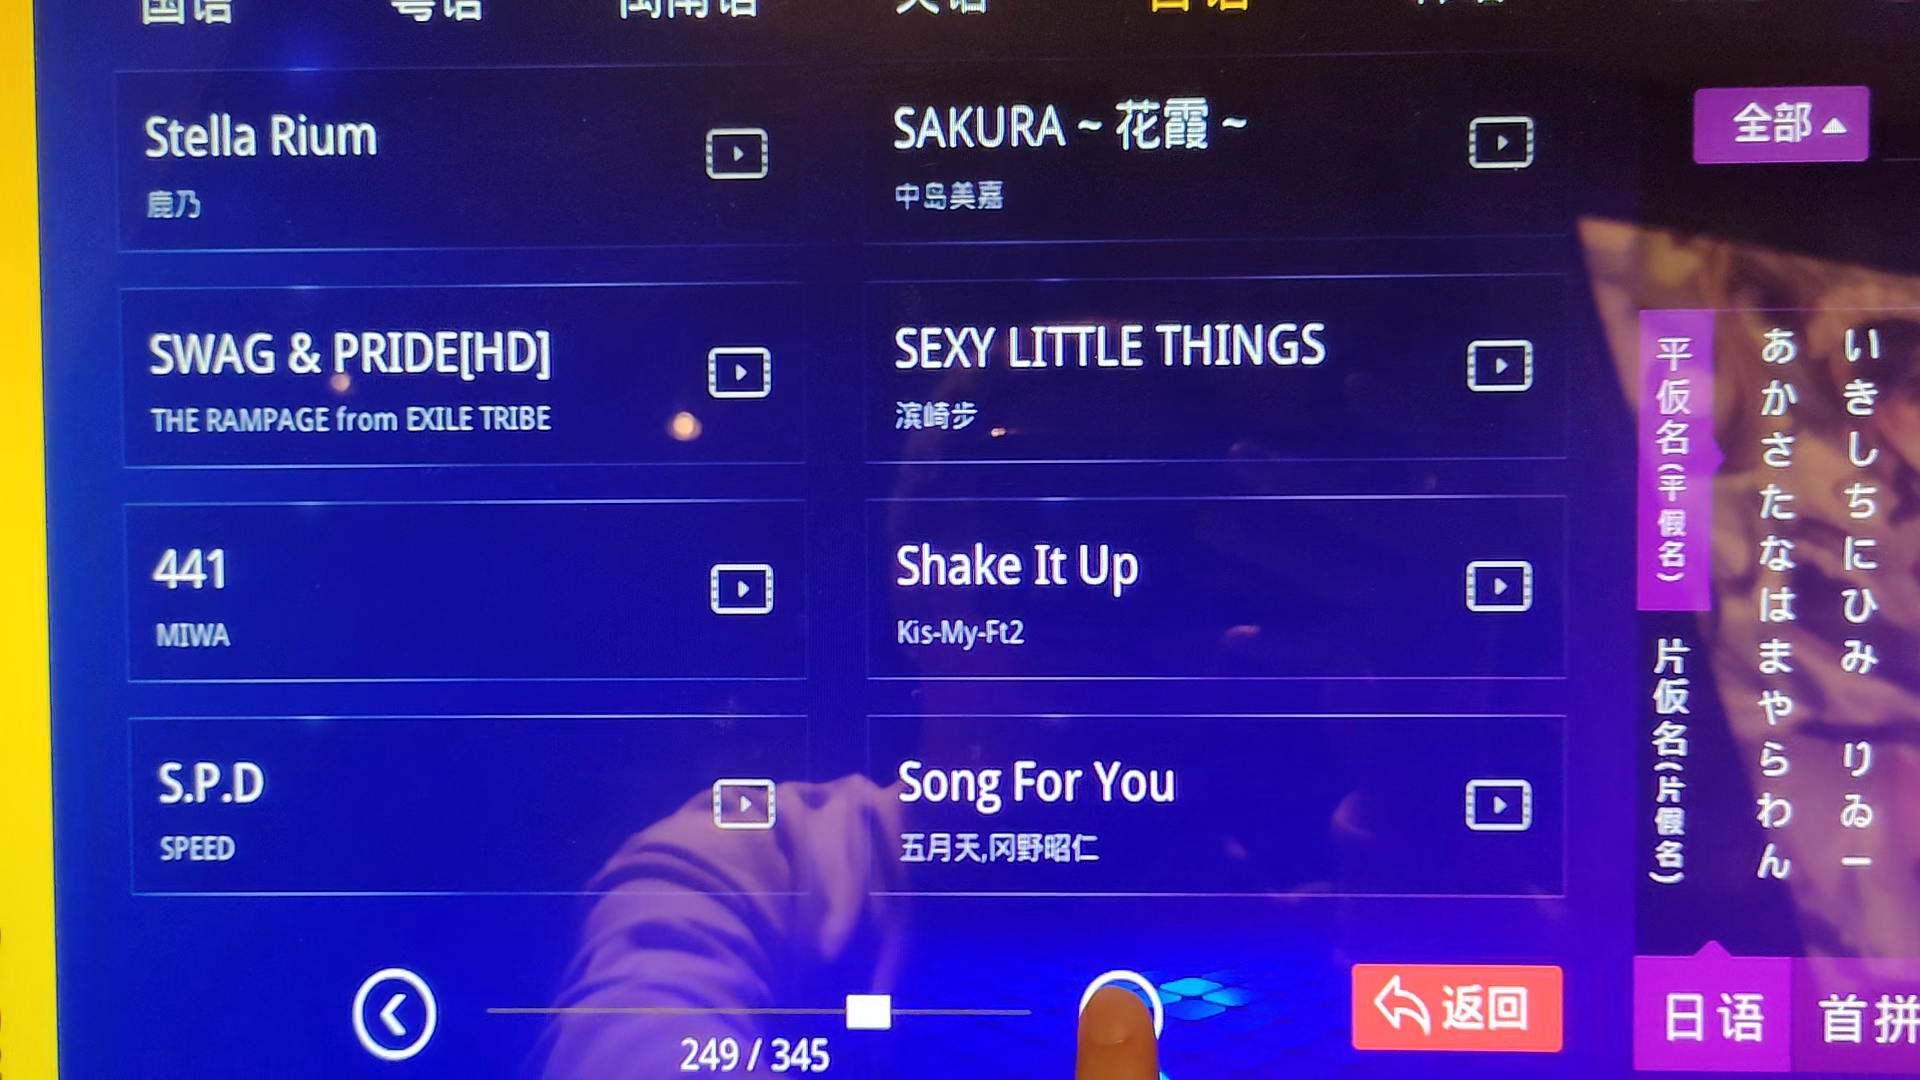 国语 粤语 闽南语 英语 日语
Stella Rium
鹿乃
SAKURA ~ 花霞 ~
中岛美嘉
SWAG & PRIDE[HD]
THE RAMPAGE from EXILE TRIBE
SEXY LITTLE THINGS
滨崎步
441
MIWA
Shake It Up
Kis-My-Ft2
S.P.D
SPEED
Song For You
五月天,冈野昭仁
249 / 345
返回
全部
平仮名(平假名)
片仮名(片假名)
あかさたなはまやらわん
いきしちにひみ りゐー
日语
首拼